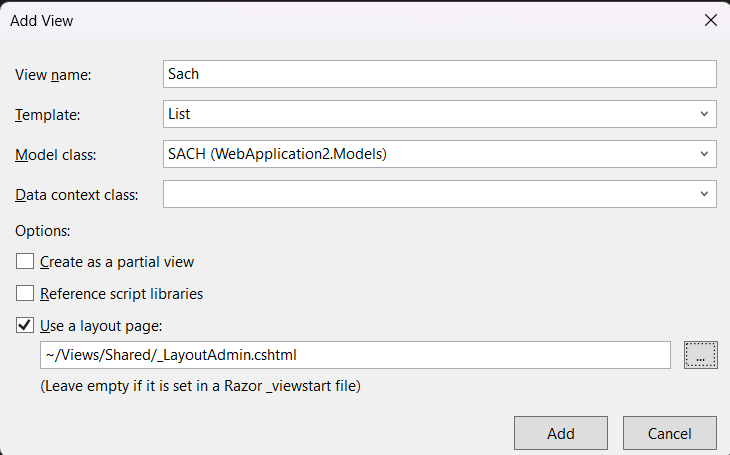 Add View
View name:
Sach
Template:
List
Model class:
SACH (WebApplication2.Models)
Data context class:
Options:
Create as a partial view
Reference script libraries
Use a layout page:
~/Views/Shared/_LayoutAdmin.cshtml
...
(Leave empty if it is set in a Razor _viewstart file)
Add
Cancel